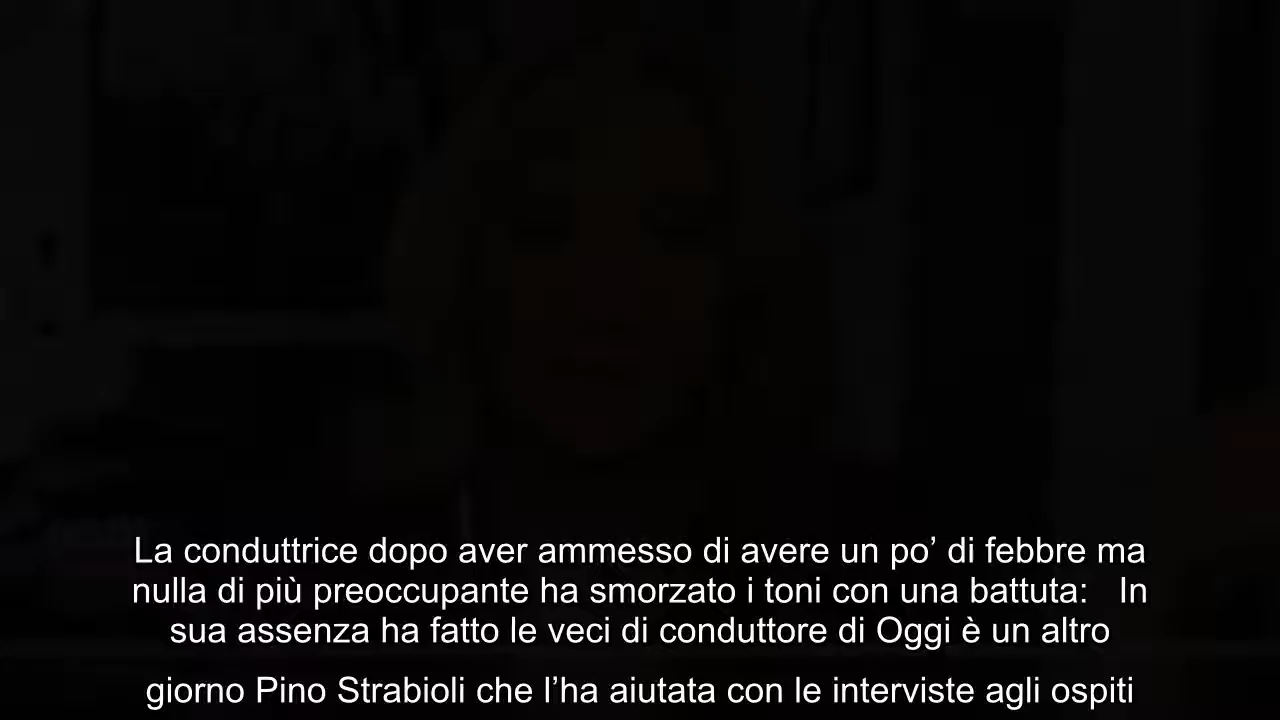 La conduttrice dopo aver ammesso di avere un po’ di febbre ma
nulla di più preoccupante ha smorzato i toni con una battuta:   In
sua assenza ha fatto le veci di conduttore di Oggi è un altro
giorno Pino Strabioli che l’ha aiutata con le interviste agli ospiti